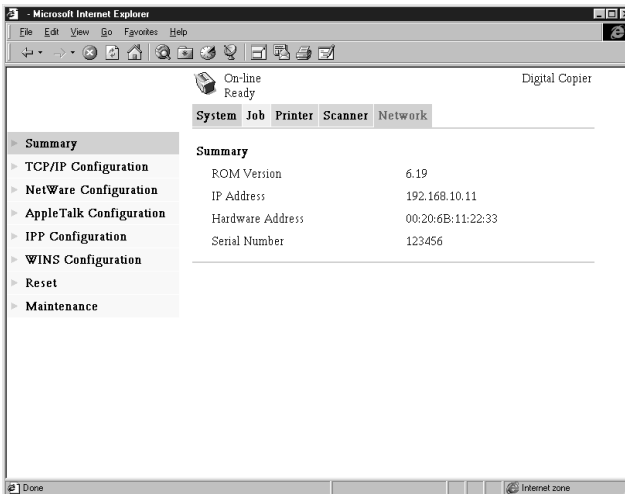 - Microsoft Internet Explorer
File Edit View Go Favorites Help
On-line
Ready
Digital Copier
System Job Printer Scanner Network
Summary
TCP/IP Configuration
NetWare Configuration
AppleTalk Configuration
IPP Configuration
WINS Configuration
Reset
Maintenance
Summary
ROM Version 6.19
IP Address 192.168.10.11
Hardware Address 00:20:6B:11:22:33
Serial Number 123456
Done
Internet zone